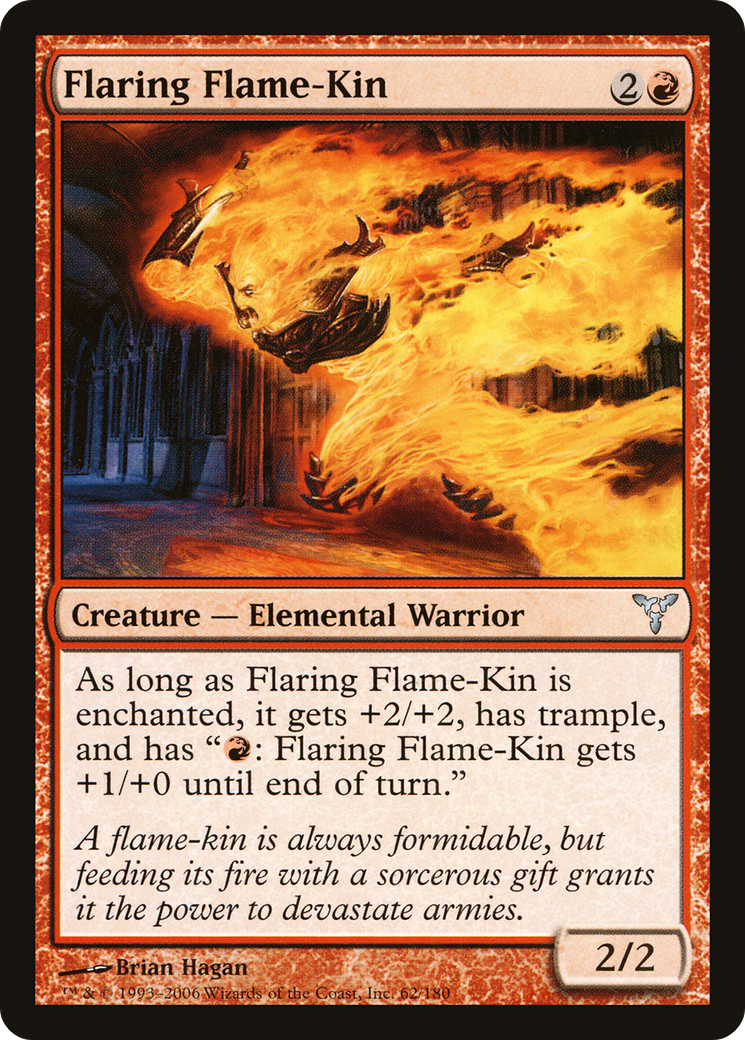 Flaring Flame-Kin 2
Creature — Elemental Warrior
As long as Flaring Flame-Kin is
enchanted, it gets +2/+2, has trample,
and has “: Flaring Flame-Kin gets
+1/+0 until end of turn.”
A flame-kin is always formidable, but
feeding its fire with a sorcerous gift grants
it the power to devastate armies.
2/2
Brian Hagan
™ & © 1993–2006 Wizards of the Coast, Inc. 62/180